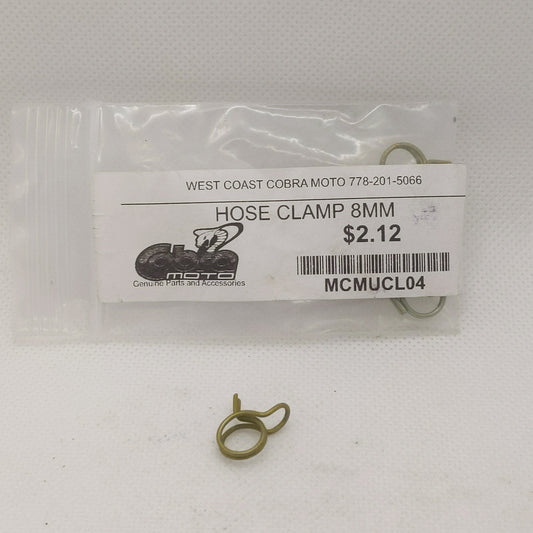 WEST COAST COBRA MOTO 778-201-5066
HOSE CLAMP 8MM
$2.12
Cobra
MOTO
Genuine Parts and Accessories
MCMUCL04